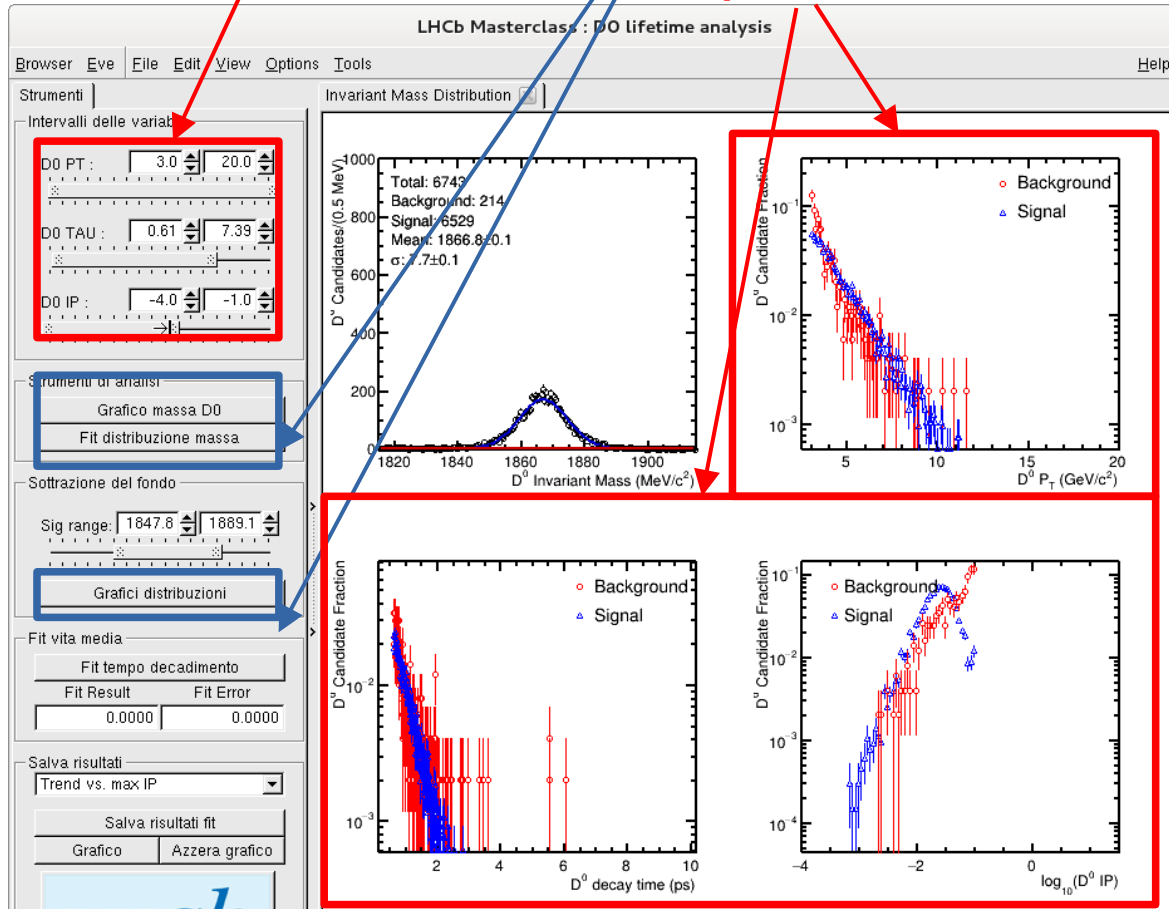 LHCb Masterclass : DO lifetime analysis
Browser Eve File Edit View Options Tools Help
Strumenti
Intervalli delle variab
D0 PT : 3.0 20.0
D0 TAU : 0.61 7.39
D0 IP : -4.0 -1.0
Strumenti di analisi
Grafico massa D0
Fit distribuzione massa
Sottrazione del fondo
Sig range: 1847.8 1889.1
Grafici distribuzioni
Fit vita media
Fit tempo decadimento
Fit Result Fit Error
0.0000 0.0000
Salva risultati
Trend vs. max IP
Salva risultati fit
Grafico Azzera grafico
Invariant Mass Distribution
D⁰ Candidates/(0.5 MeV)
1000
800
600
400
200
0
Total: 6743
Background: 214
Signal: 6529
Mean: 1866.8±0.1
σ: 7.7±0.1
1820 1840 1860 1880 1900
D⁰ Invariant Mass (MeV/c²)
D⁰ Candidate Fraction
10⁻¹
10⁻²
10⁻³
Background
Signal
5 10 15 20
D⁰ P_T (GeV/c²)
D⁰ Candidate Fraction
10⁻²
10⁻³
Background
Signal
2 4 6 8 10
D⁰ decay time (ps)
D⁰ Candidate Fraction
10⁻¹
10⁻²
10⁻³
10⁻⁴
Background
Signal
−4 −2 0
log₁₀(D⁰ IP)